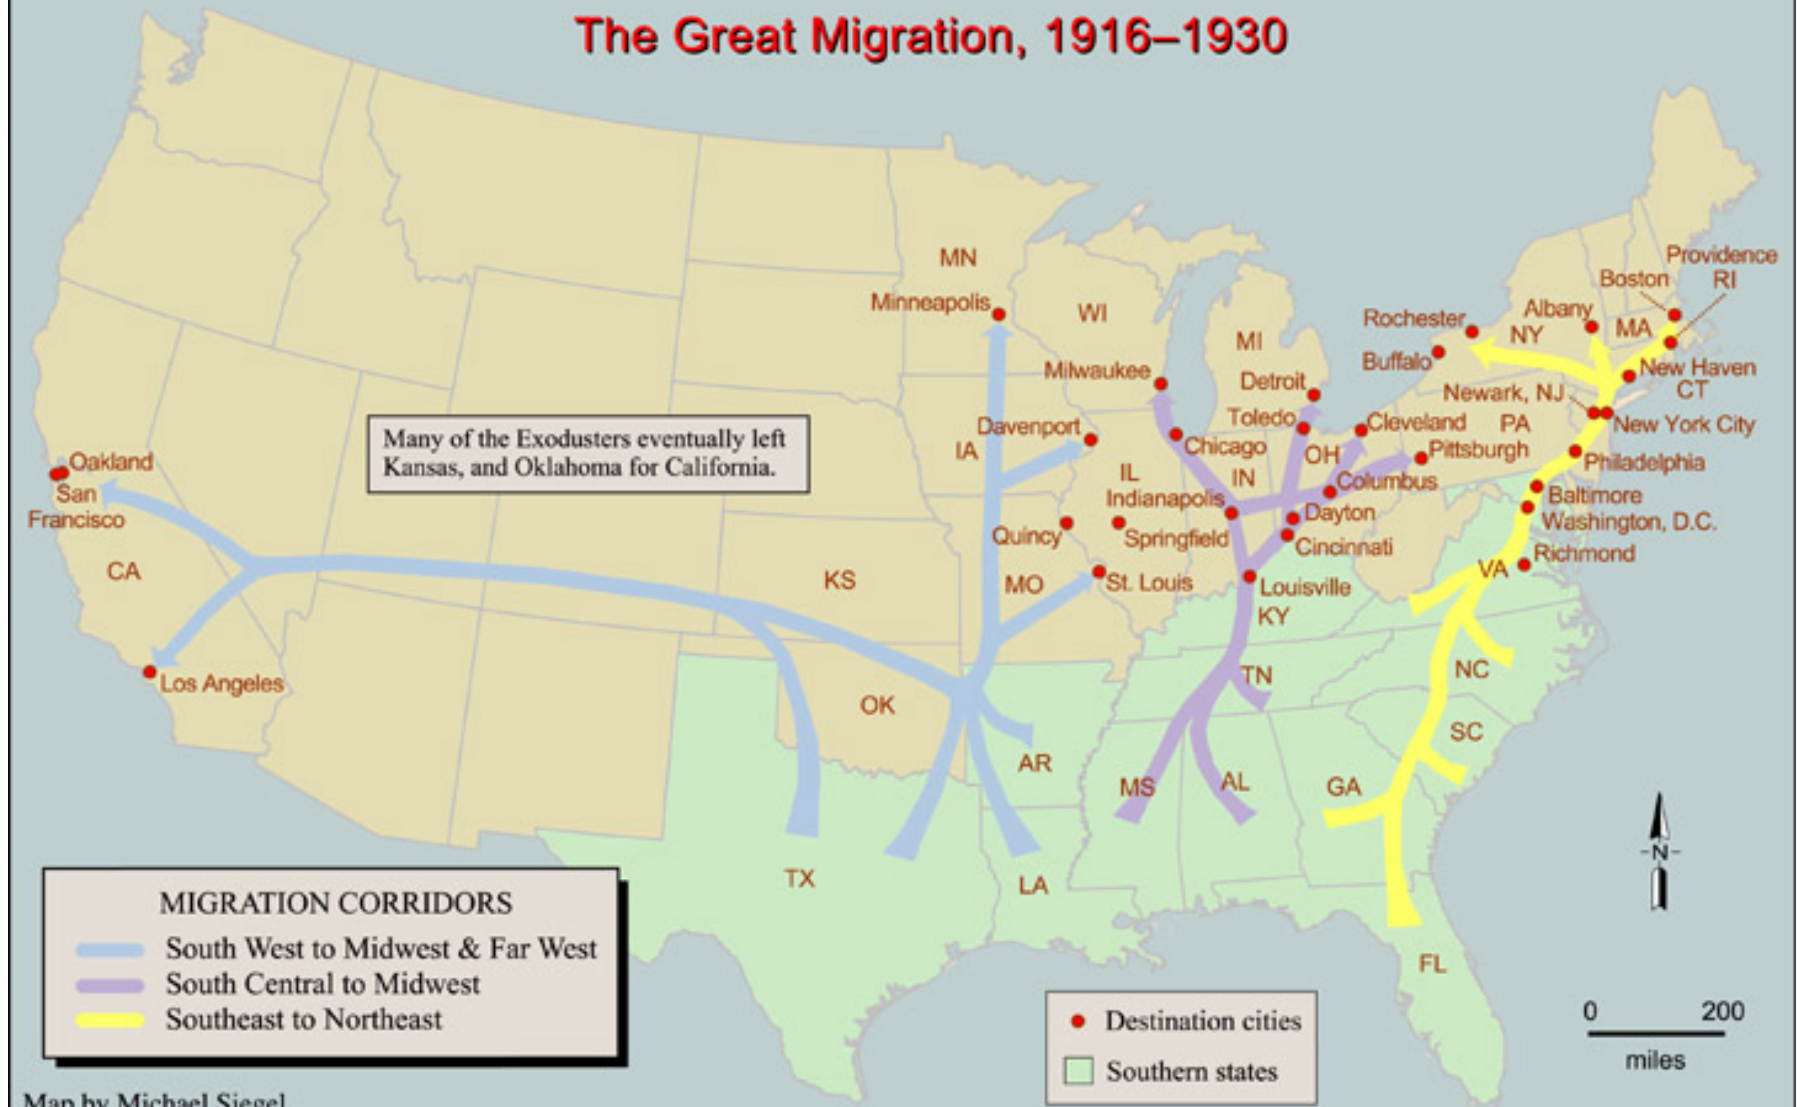 The Great Migration, 1916–1930
Providence
RI
Boston
MN
Minneapolis
WI
Rochester
Albany
NY
MA
MI
Buffalo
Milwaukee
Detroit
New Haven
CT
Newark, NJ
Toledo
Cleveland
PA
New York City
Davenport
Many of the Exodusters eventually left
Kansas, and Oklahoma for California.
IA
Chicago
OH
Pittsburgh
Philadelphia
Oakland
San
Francisco
IL
IN
Columbus
Indianapolis
Baltimore
Dayton
Washington, D.C.
Quincy
Springfield
Cincinnati
Richmond
CA
KS
MO
St. Louis
Louisville
VA
KY
Los Angeles
TN
NC
OK
SC
AR
MS
AL
GA
TX
LA
N
FL
MIGRATION CORRIDORS
South West to Midwest & Far West
South Central to Midwest
Southeast to Northeast
Destination cities
Southern states
0 200
miles
Map by Michael Siegel